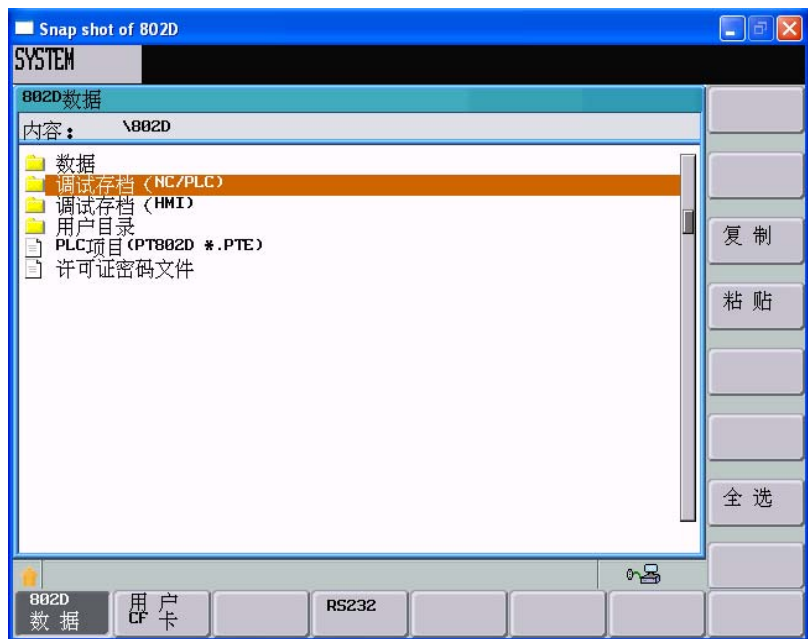 Snap shot of 802D
SYSTEM
802D数据
内容： \802D
数据
调试存档（NC/PLC）
调试存档（HMI）
用户目录
PLC项目(PT802D *.PTE)
许可证密码文件
复制
粘贴
全选
802D
数据
用户
CF卡
RS232